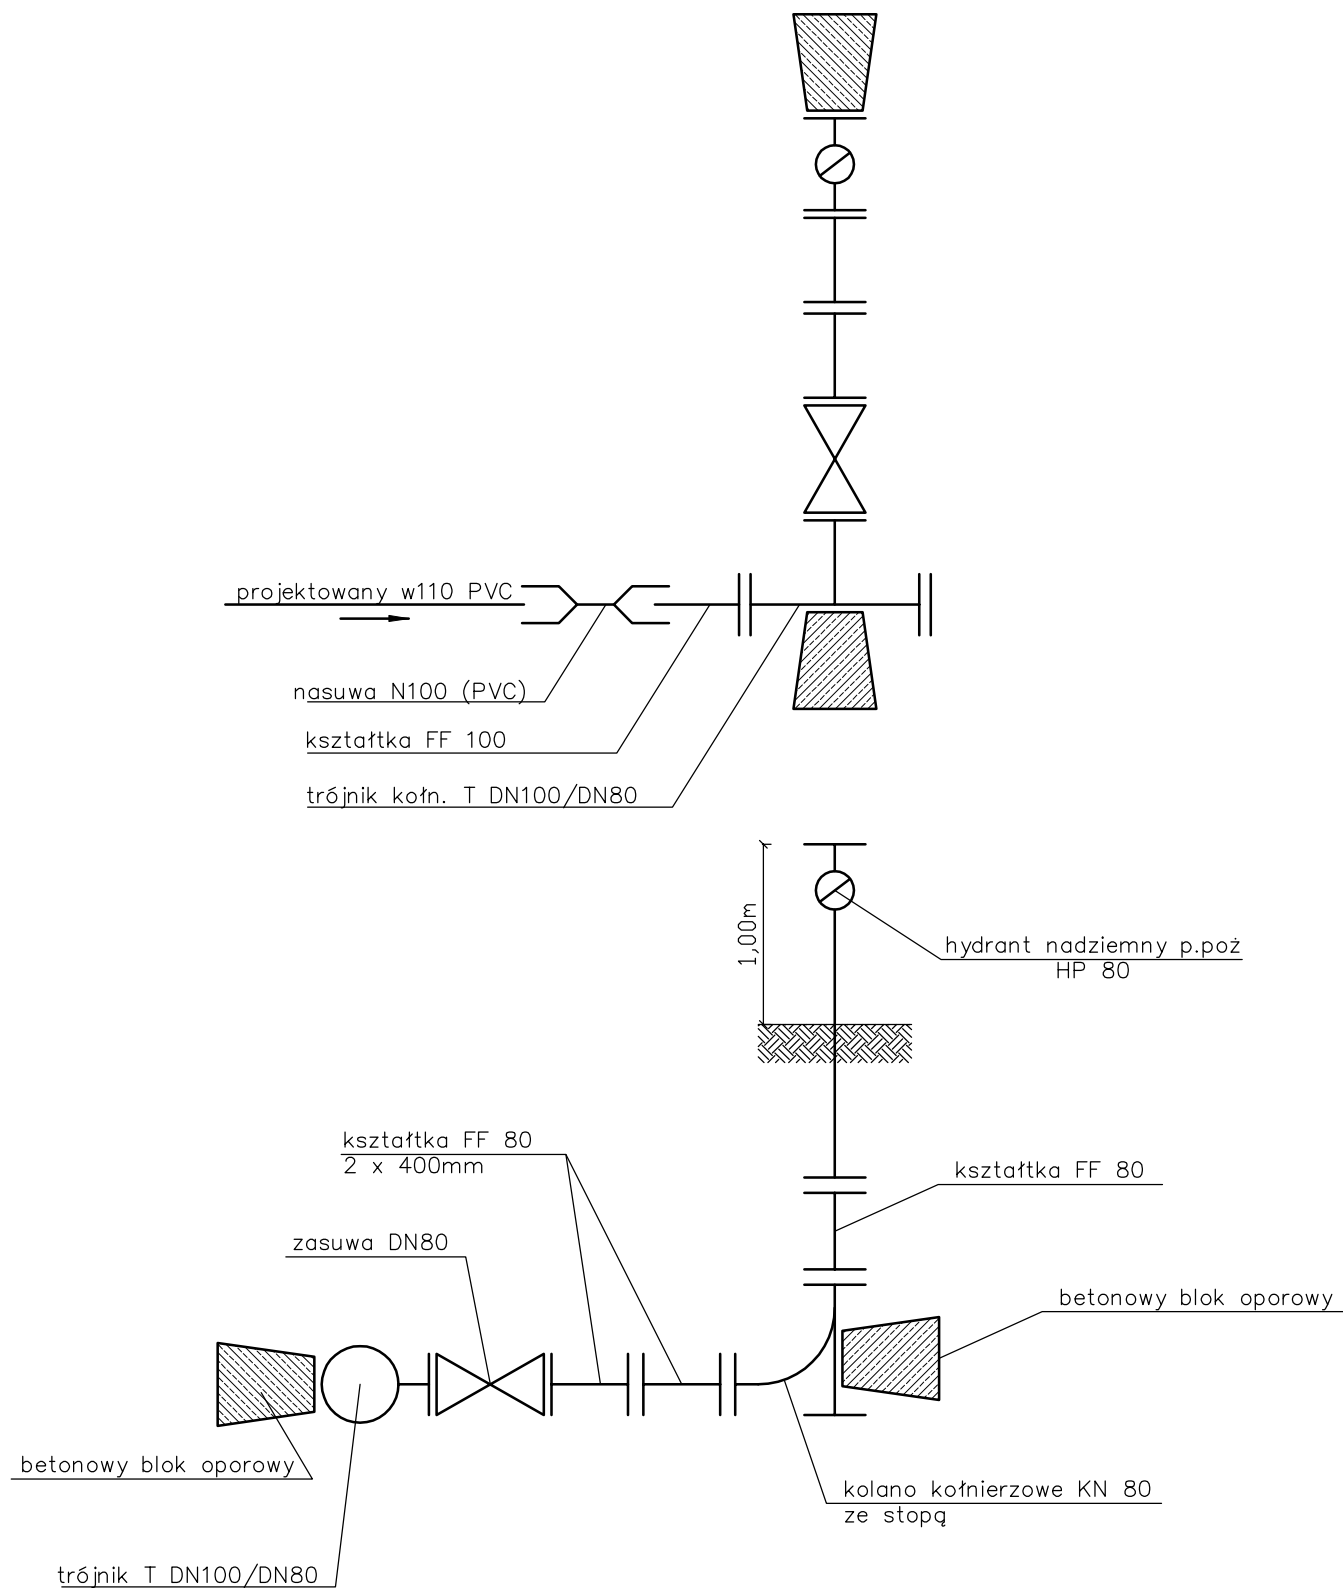 projektowany w110 PVC
nasuwa N100 (PVC)
kształtka FF 100
trójnik kołn. T DN100/DN80
1,00m
hydrant nadziemny p.poż
HP 80
kształtka FF 80
2 x 400mm
kształtka FF 80
zasuwa DN80
betonowy blok oporowy
betonowy blok oporowy
kolano kołnierzowe KN 80
ze stopą
trójnik T DN100/DN80